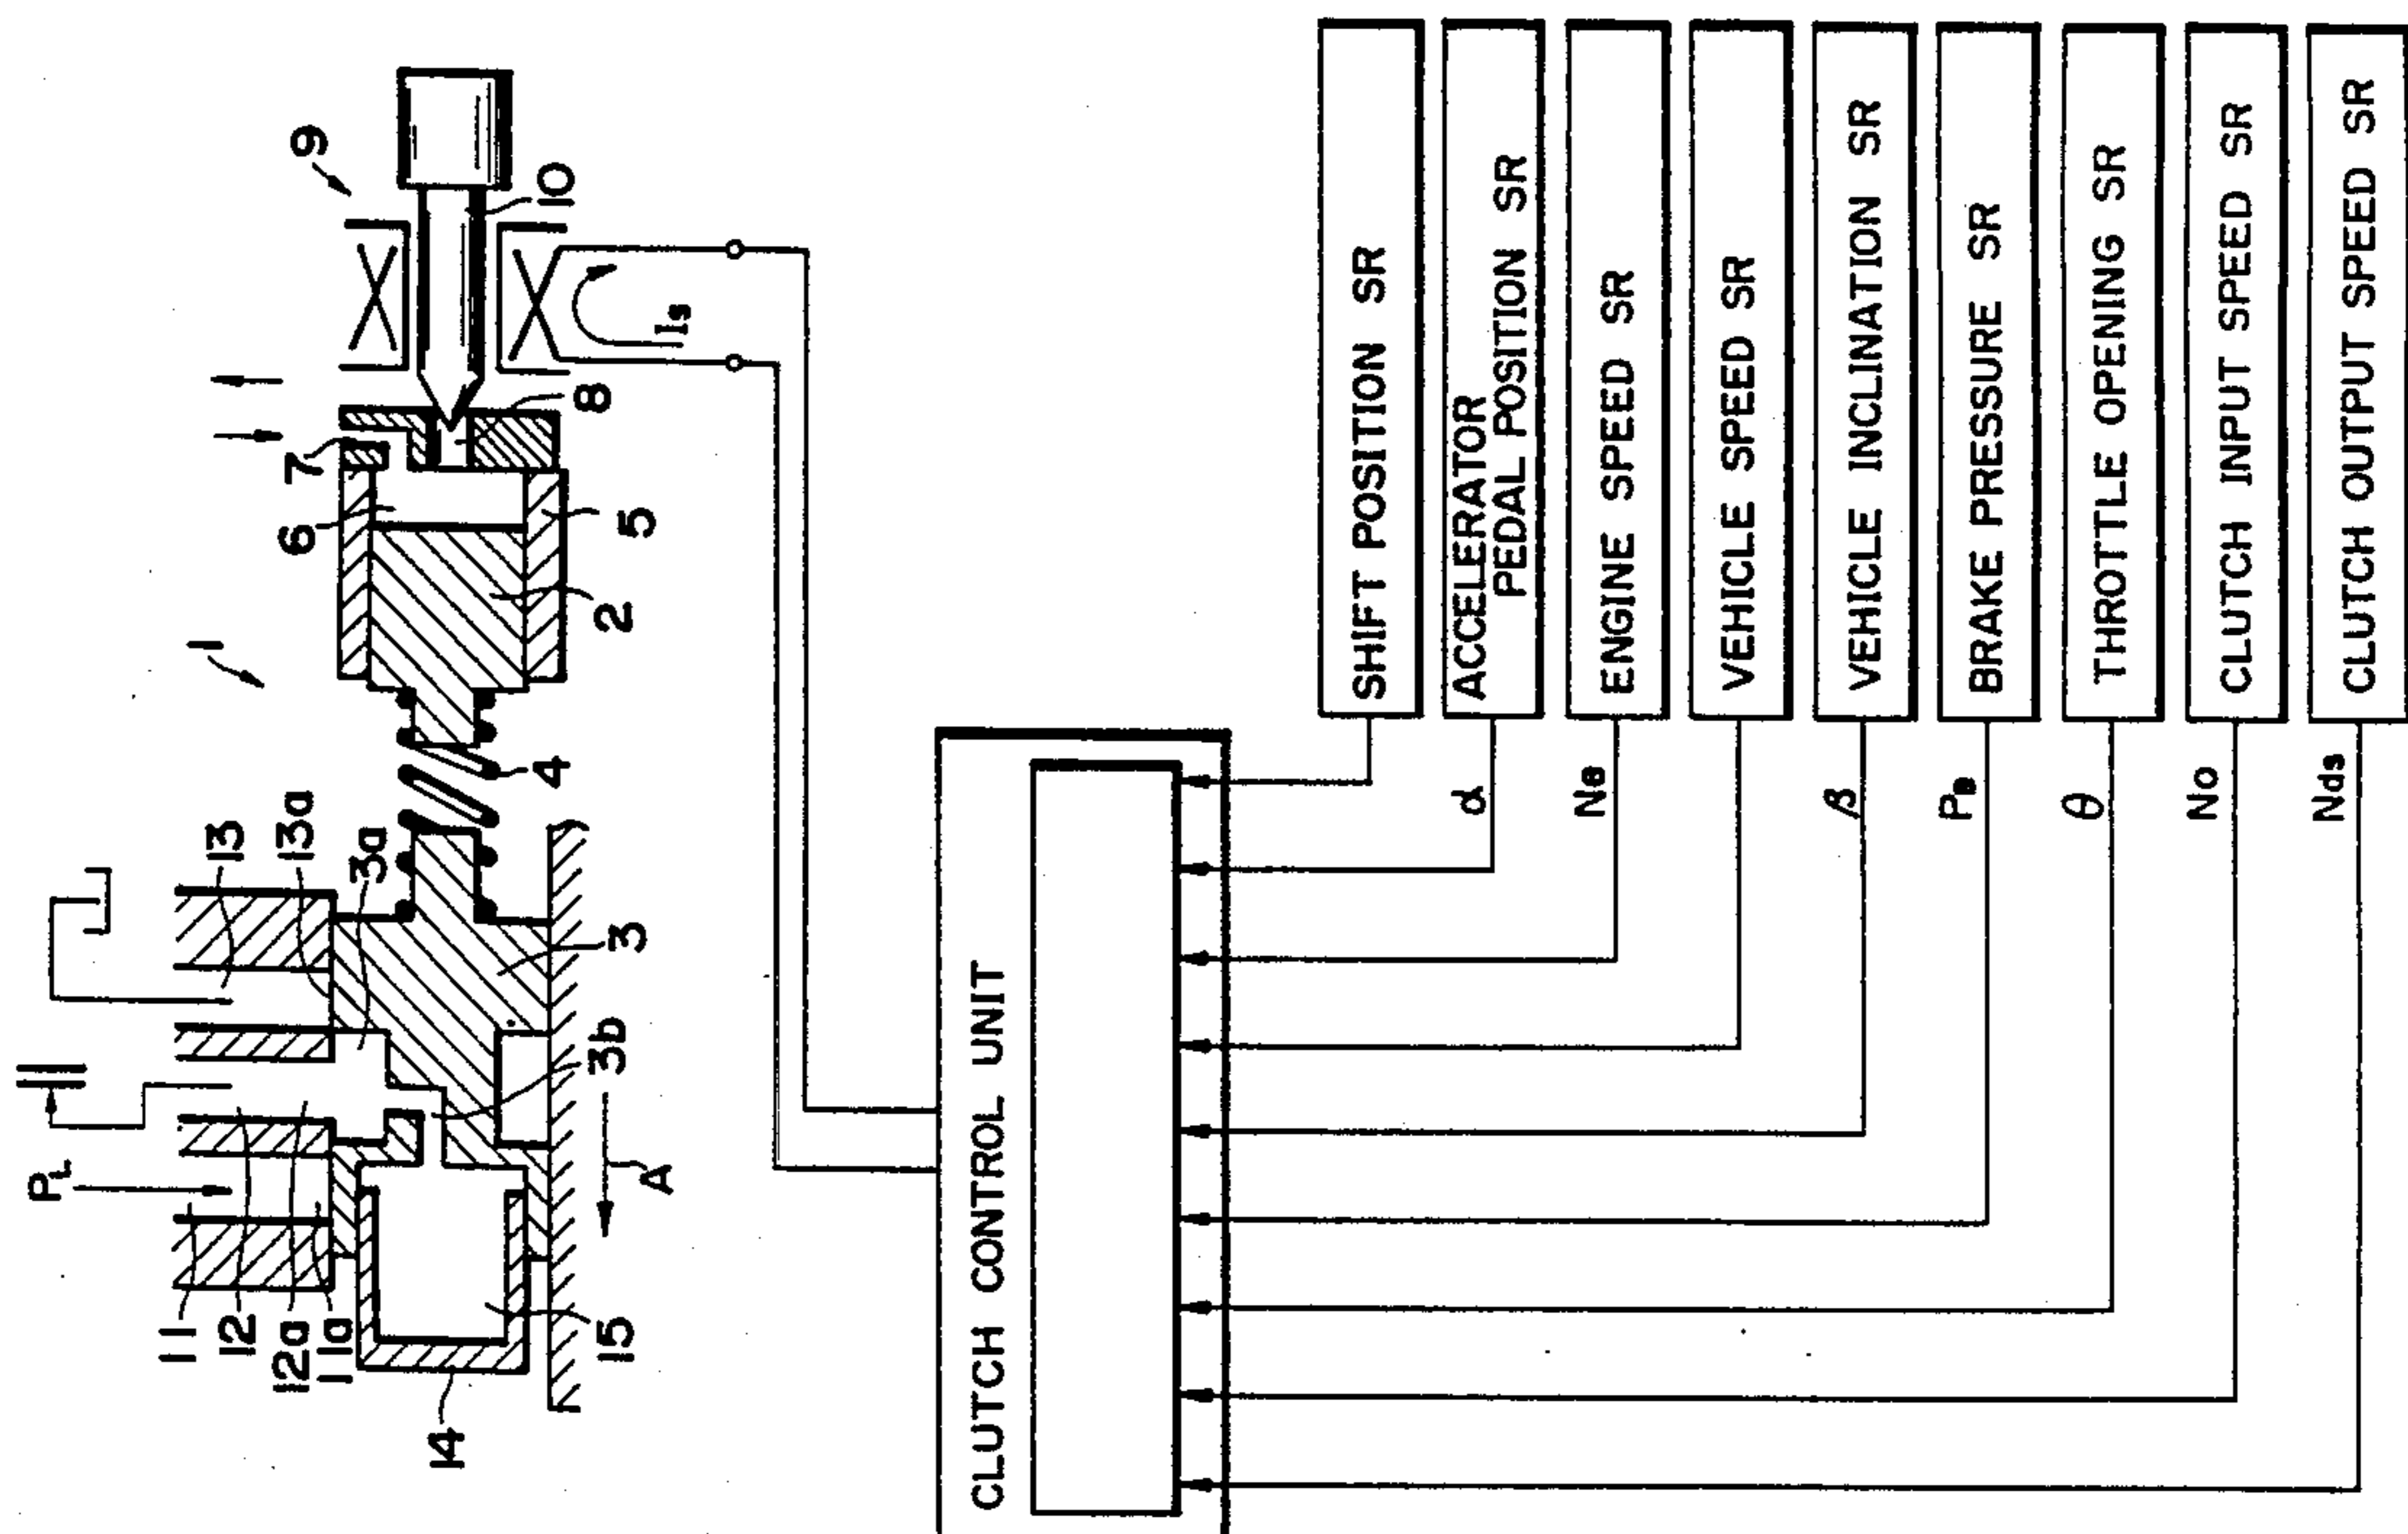 1
9
7
10
6
8
5
2
4
13
13a
3a
3
3b
P_L
A
11
12
12a
11a
14
15
Is
CLUTCH CONTROL UNIT
SHIFT POSITION SR
ACCELERATOR
PEDAL POSITION SR
α
ENGINE SPEED SR
Ne
VEHICLE SPEED SR
VEHICLE INCLINATION SR
β
BRAKE PRESSURE SR
P_B
THROTTLE OPENING SR
θ
CLUTCH INPUT SPEED SR
No
CLUTCH OUTPUT SPEED SR
Nds